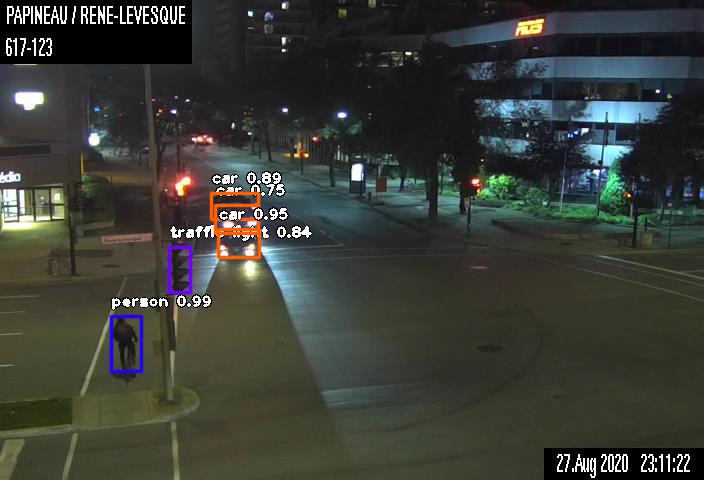 PAPINEAU / RENE-LEVESQUE
617-123
car 0.89
car 0.75
car 0.95
traffic light 0.84
person 0.99
27.Aug 2020 23:11:22